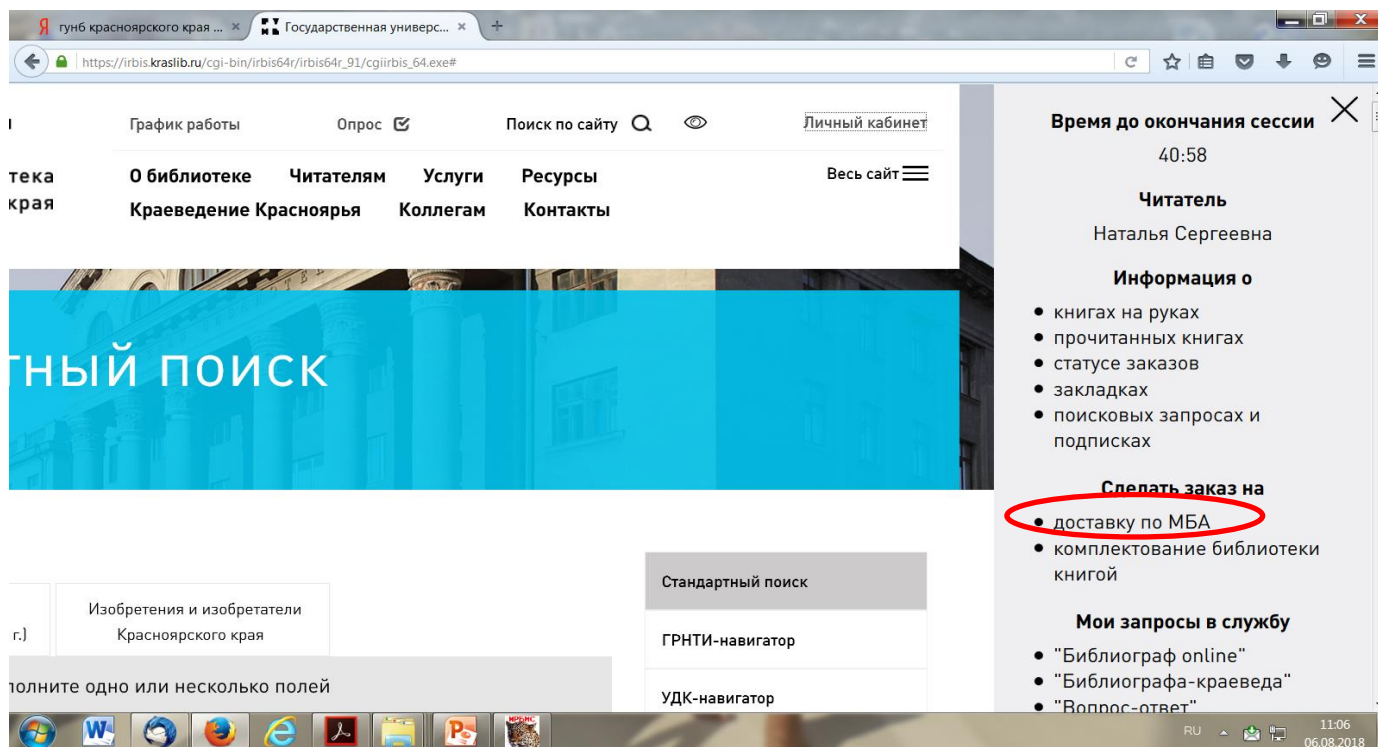 гунб красноярского края ...
Государственная универс...
https://irbis.kraslib.ru/cgi-bin/irbis64r/irbis64r_91/cgiirbis_64.exe#
График работы
Опрос
Поиск по сайту
Личный кабинет
тека
края
О библиотеке Читателям Услуги Ресурсы
Весь сайт
Краеведение Красноярья Коллегам Контакты
тный поиск
г.)
Изобретения и изобретатели
Красноярского края
полните одно или несколько полей
Стандартный поиск
ГРНТИ-навигатор
УДК-навигатор
Время до окончания сессии
40:58
Читатель
Наталья Сергеевна
Информация о
книгах на руках
прочитанных книгах
статусе заказов
закладках
поисковых запросах и
подписках
Сделать заказ на
доставку по МБА
комплектование библиотеки
книгой
Мои запросы в службу
"Библиограф online"
"Библиографа-краеведа"
"Вопрос-ответ"
ИРБИС
RU
11:06
06.08.2018